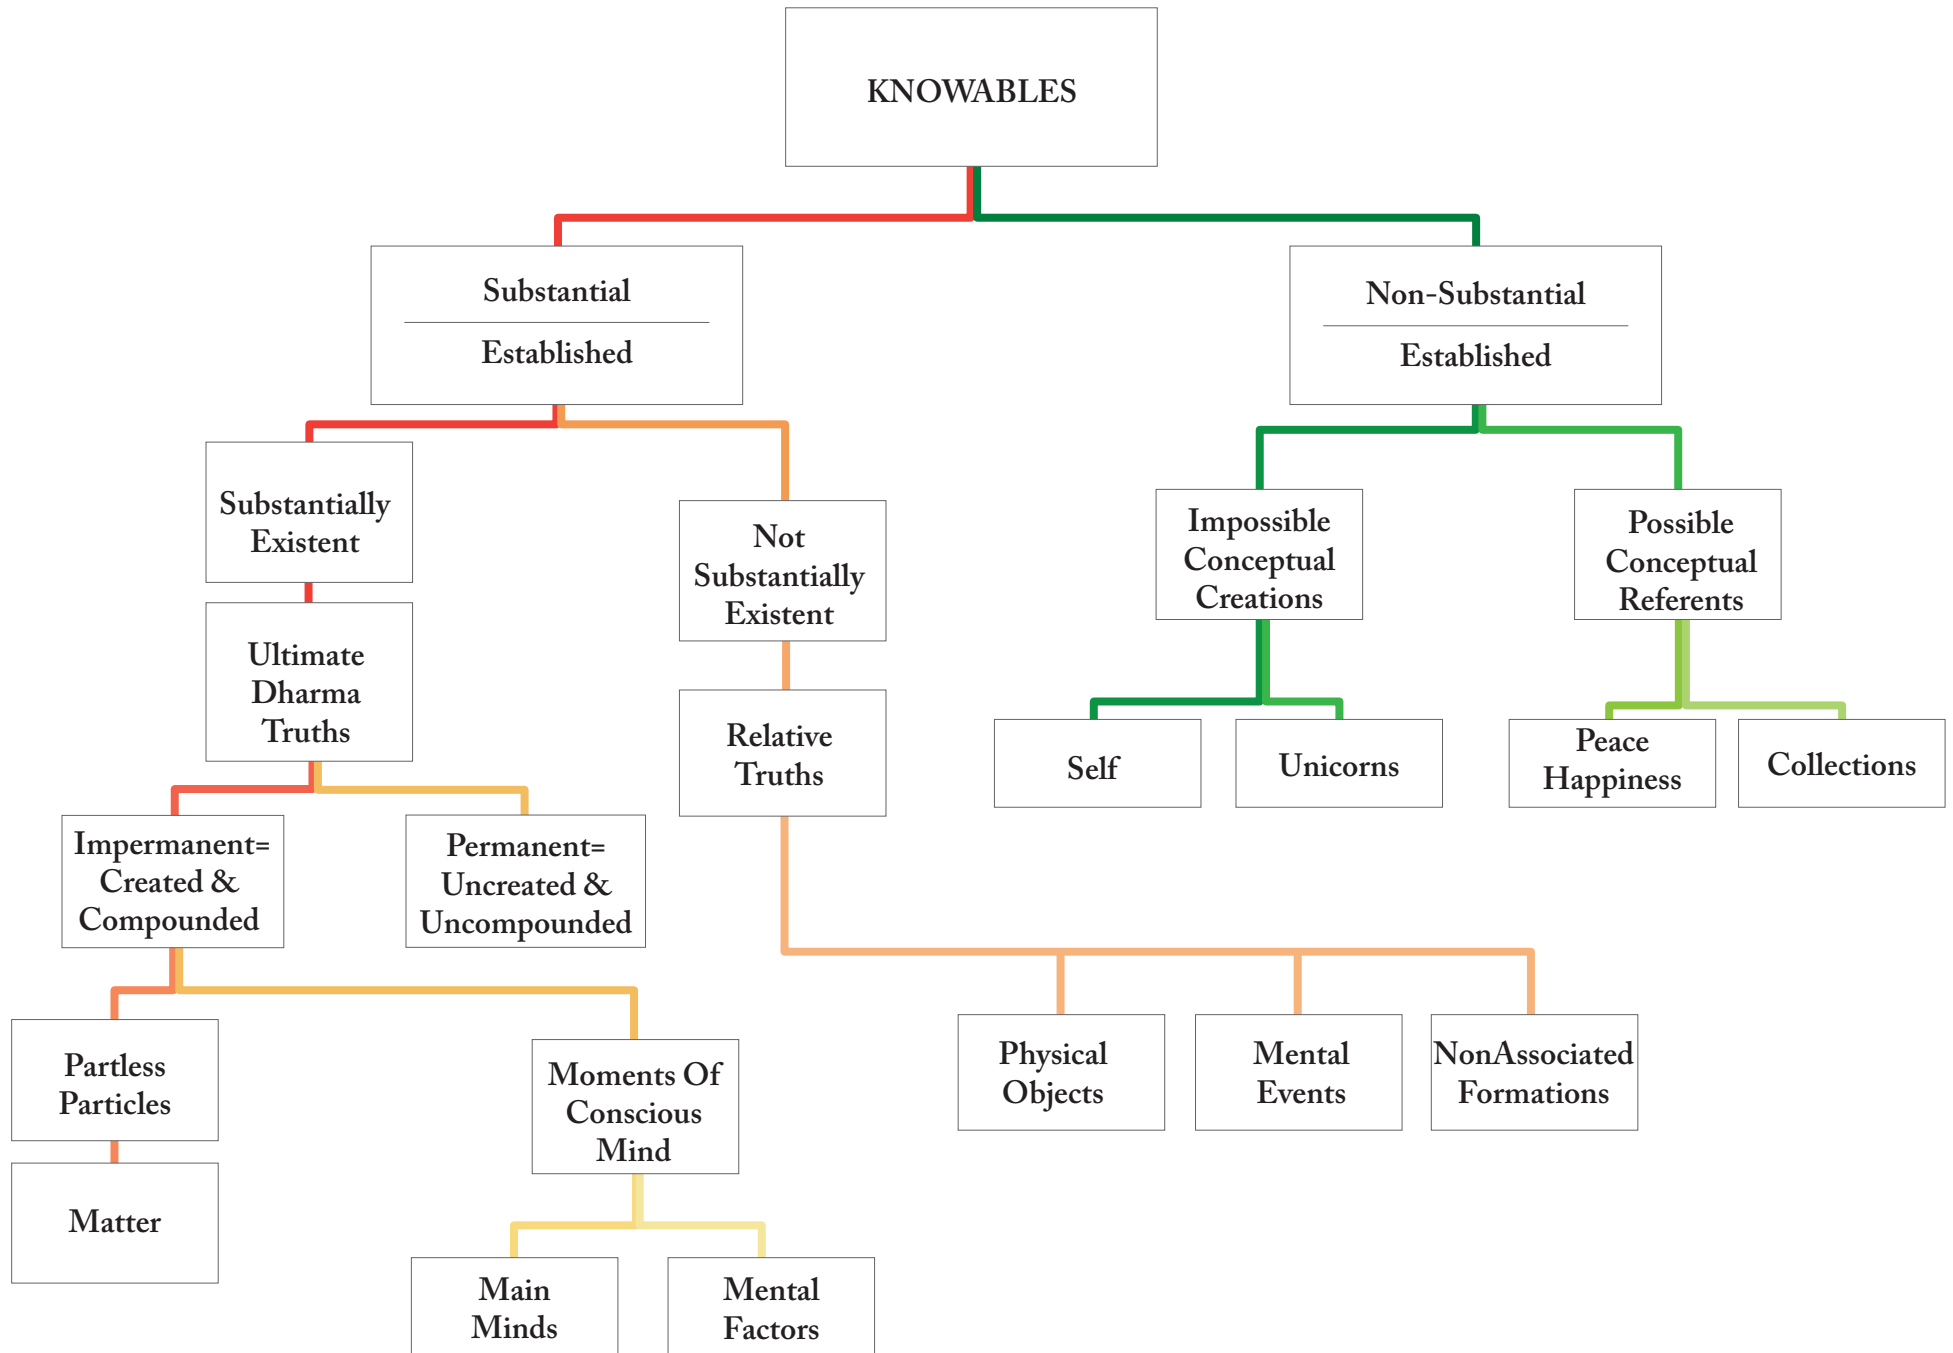 KNOWABLES
Substantial
Established
Non-Substantial
Established
Substantially
Existent
Not
Substantially
Existent
Impossible
Conceptual
Creations
Possible
Conceptual
Referents
Ultimate
Dharma
Truths
Relative
Truths
Self
Unicorns
Peace
Happiness
Collections
Impermanent=
Created &
Compounded
Permanent=
Uncreated &
Uncompounded
Partless
Particles
Moments Of
Conscious
Mind
Physical
Objects
Mental
Events
NonAssociated
Formations
Matter
Main
Minds
Mental
Factors